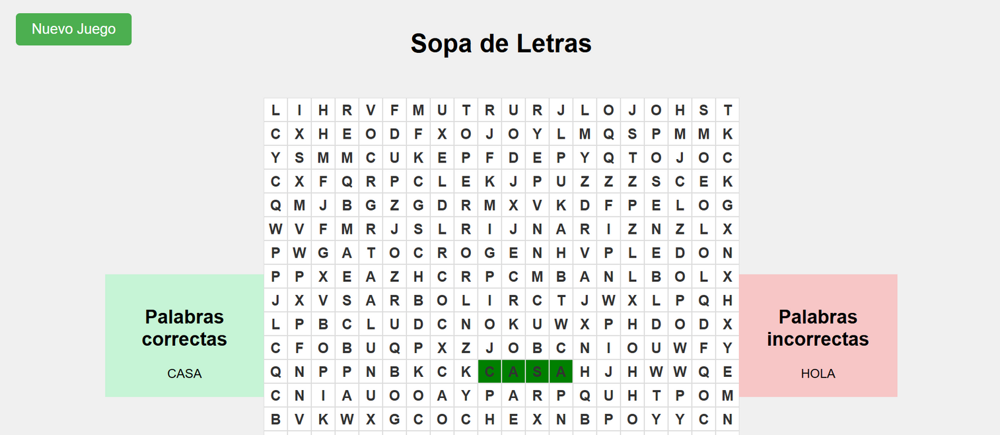 Nuevo Juego
Sopa de Letras
L I H R V F M U T R U R J L O J O H S T
C X H E O D F X O J O Y L M Q S P M M K
Y S M M C U K E P F D E P Y Q T O J O C
C X F Q R P C L E K J P U Z Z Z S C E K
Q M J B G Z G D R M X V K D F P E L O G
W V F M R J S L R I J N A R I Z N Z L X
P W G A T O C R O G E N H V P L E D O N
P P X E A Z H C R P C M B A N L B O L X
J X V S A R B O L I R C T J W X L P Q H
L P B C L U D C N O K U W X P H D O D X
C F O B U Q P X Z J O B C N I O U W F Y
Q N P P N B K C K C A S A H J H W W Q E
C N I A U O O A Y P A R P Q U H T P O M
B V K W X G C O C H E X N B P O Y Y C N
Palabras
correctas
CASA
Palabras
incorrectas
HOLA